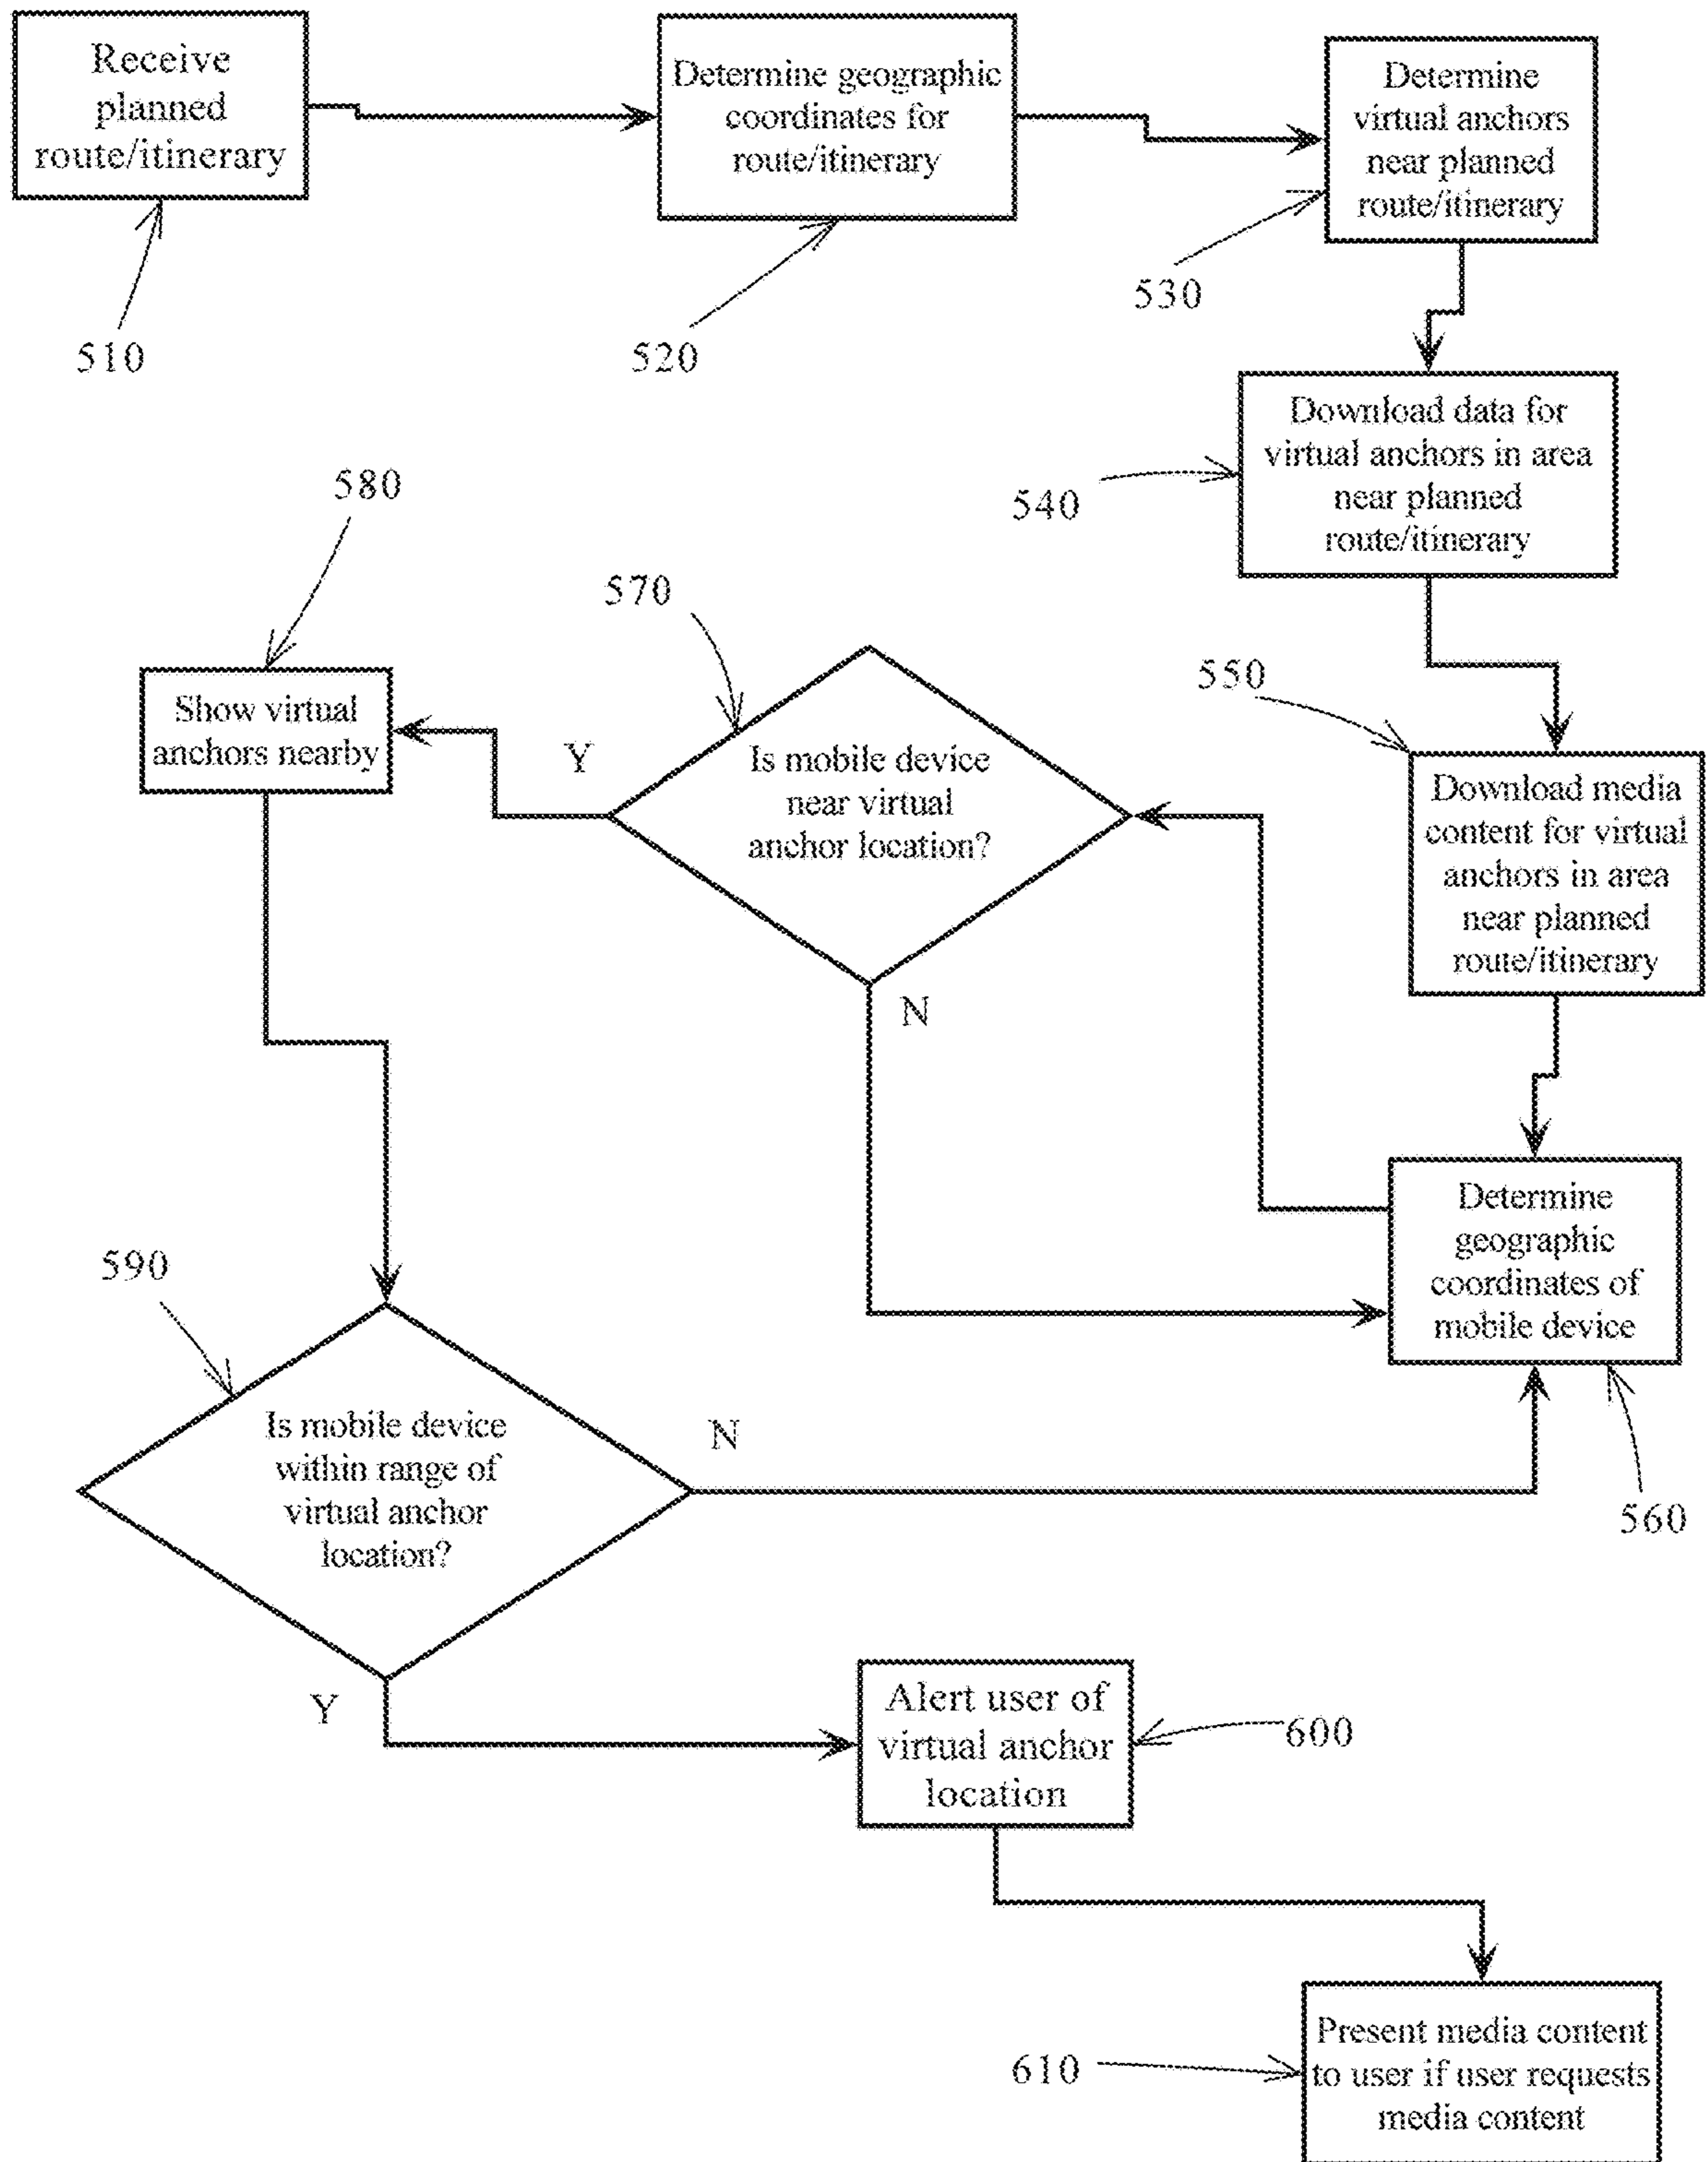 Receive
planned
route/itinerary
510
Determine geographic
coordinates for
route/itinerary
520
Determine
virtual anchors
near planned
route/itinerary
530
Download data for
virtual anchors in area
near planned
route/itinerary
540
Download media
content for virtual
anchors in area
near planned
route/itinerary
550
Determine
geographic
coordinates of
mobile device
560
Is mobile device
near virtual
anchor location?
570
Y
N
Show virtual
anchors nearby
580
Is mobile device
within range of
virtual anchor
location?
590
N
Y
Alert user of
virtual anchor
location
600
Present media content
to user if user requests
media content
610